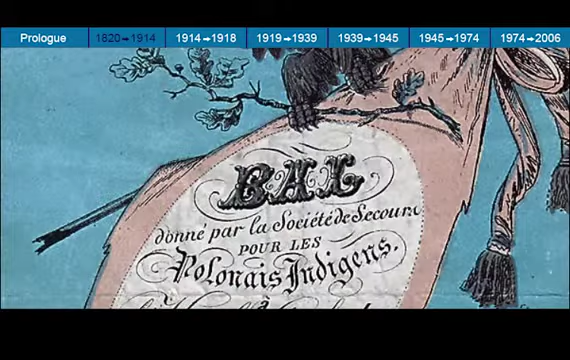 Prologue 1820→1914 1914→1918 1919→1939 1939→1945 1945→1974 1974→2006
BAL
donné par la Société de Secours
POUR LES
Polonais Indigens.
à